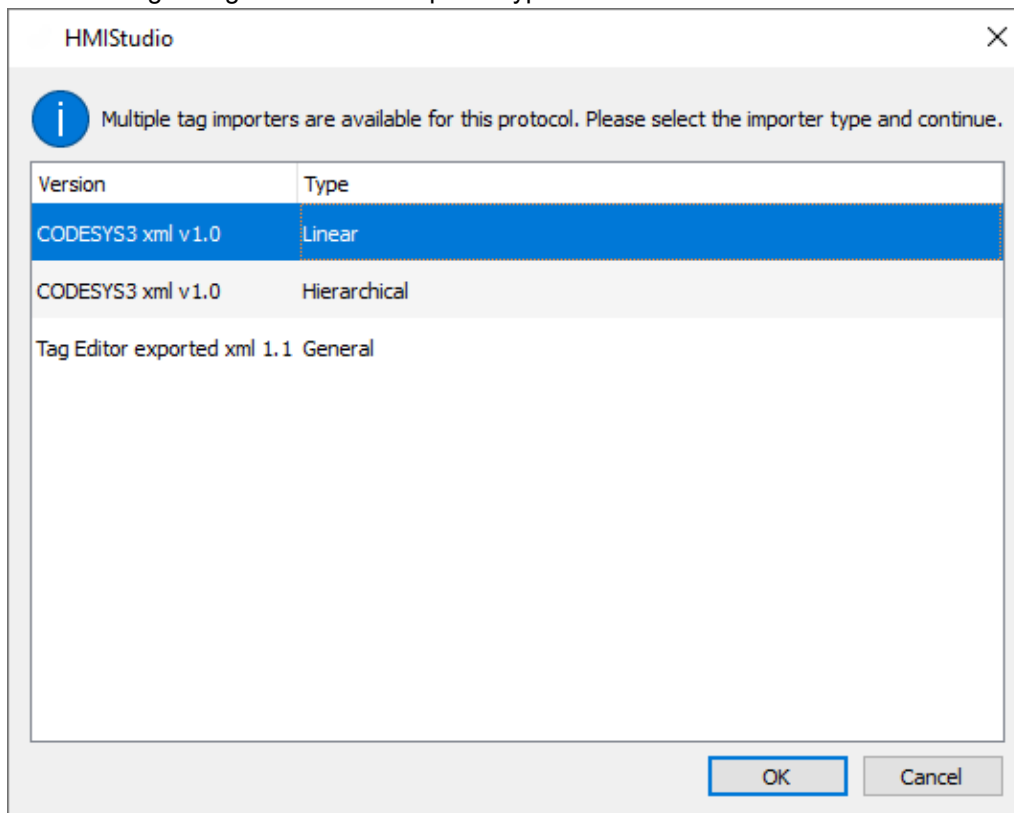 HMIStudio
Multiple tag importers are available for this protocol. Please select the importer type and continue.
Version Type
CODESYS3 xml v1.0 Linear
CODESYS3 xml v1.0 Hierarchical
Tag Editor exported xml 1.1 General
OK Cancel